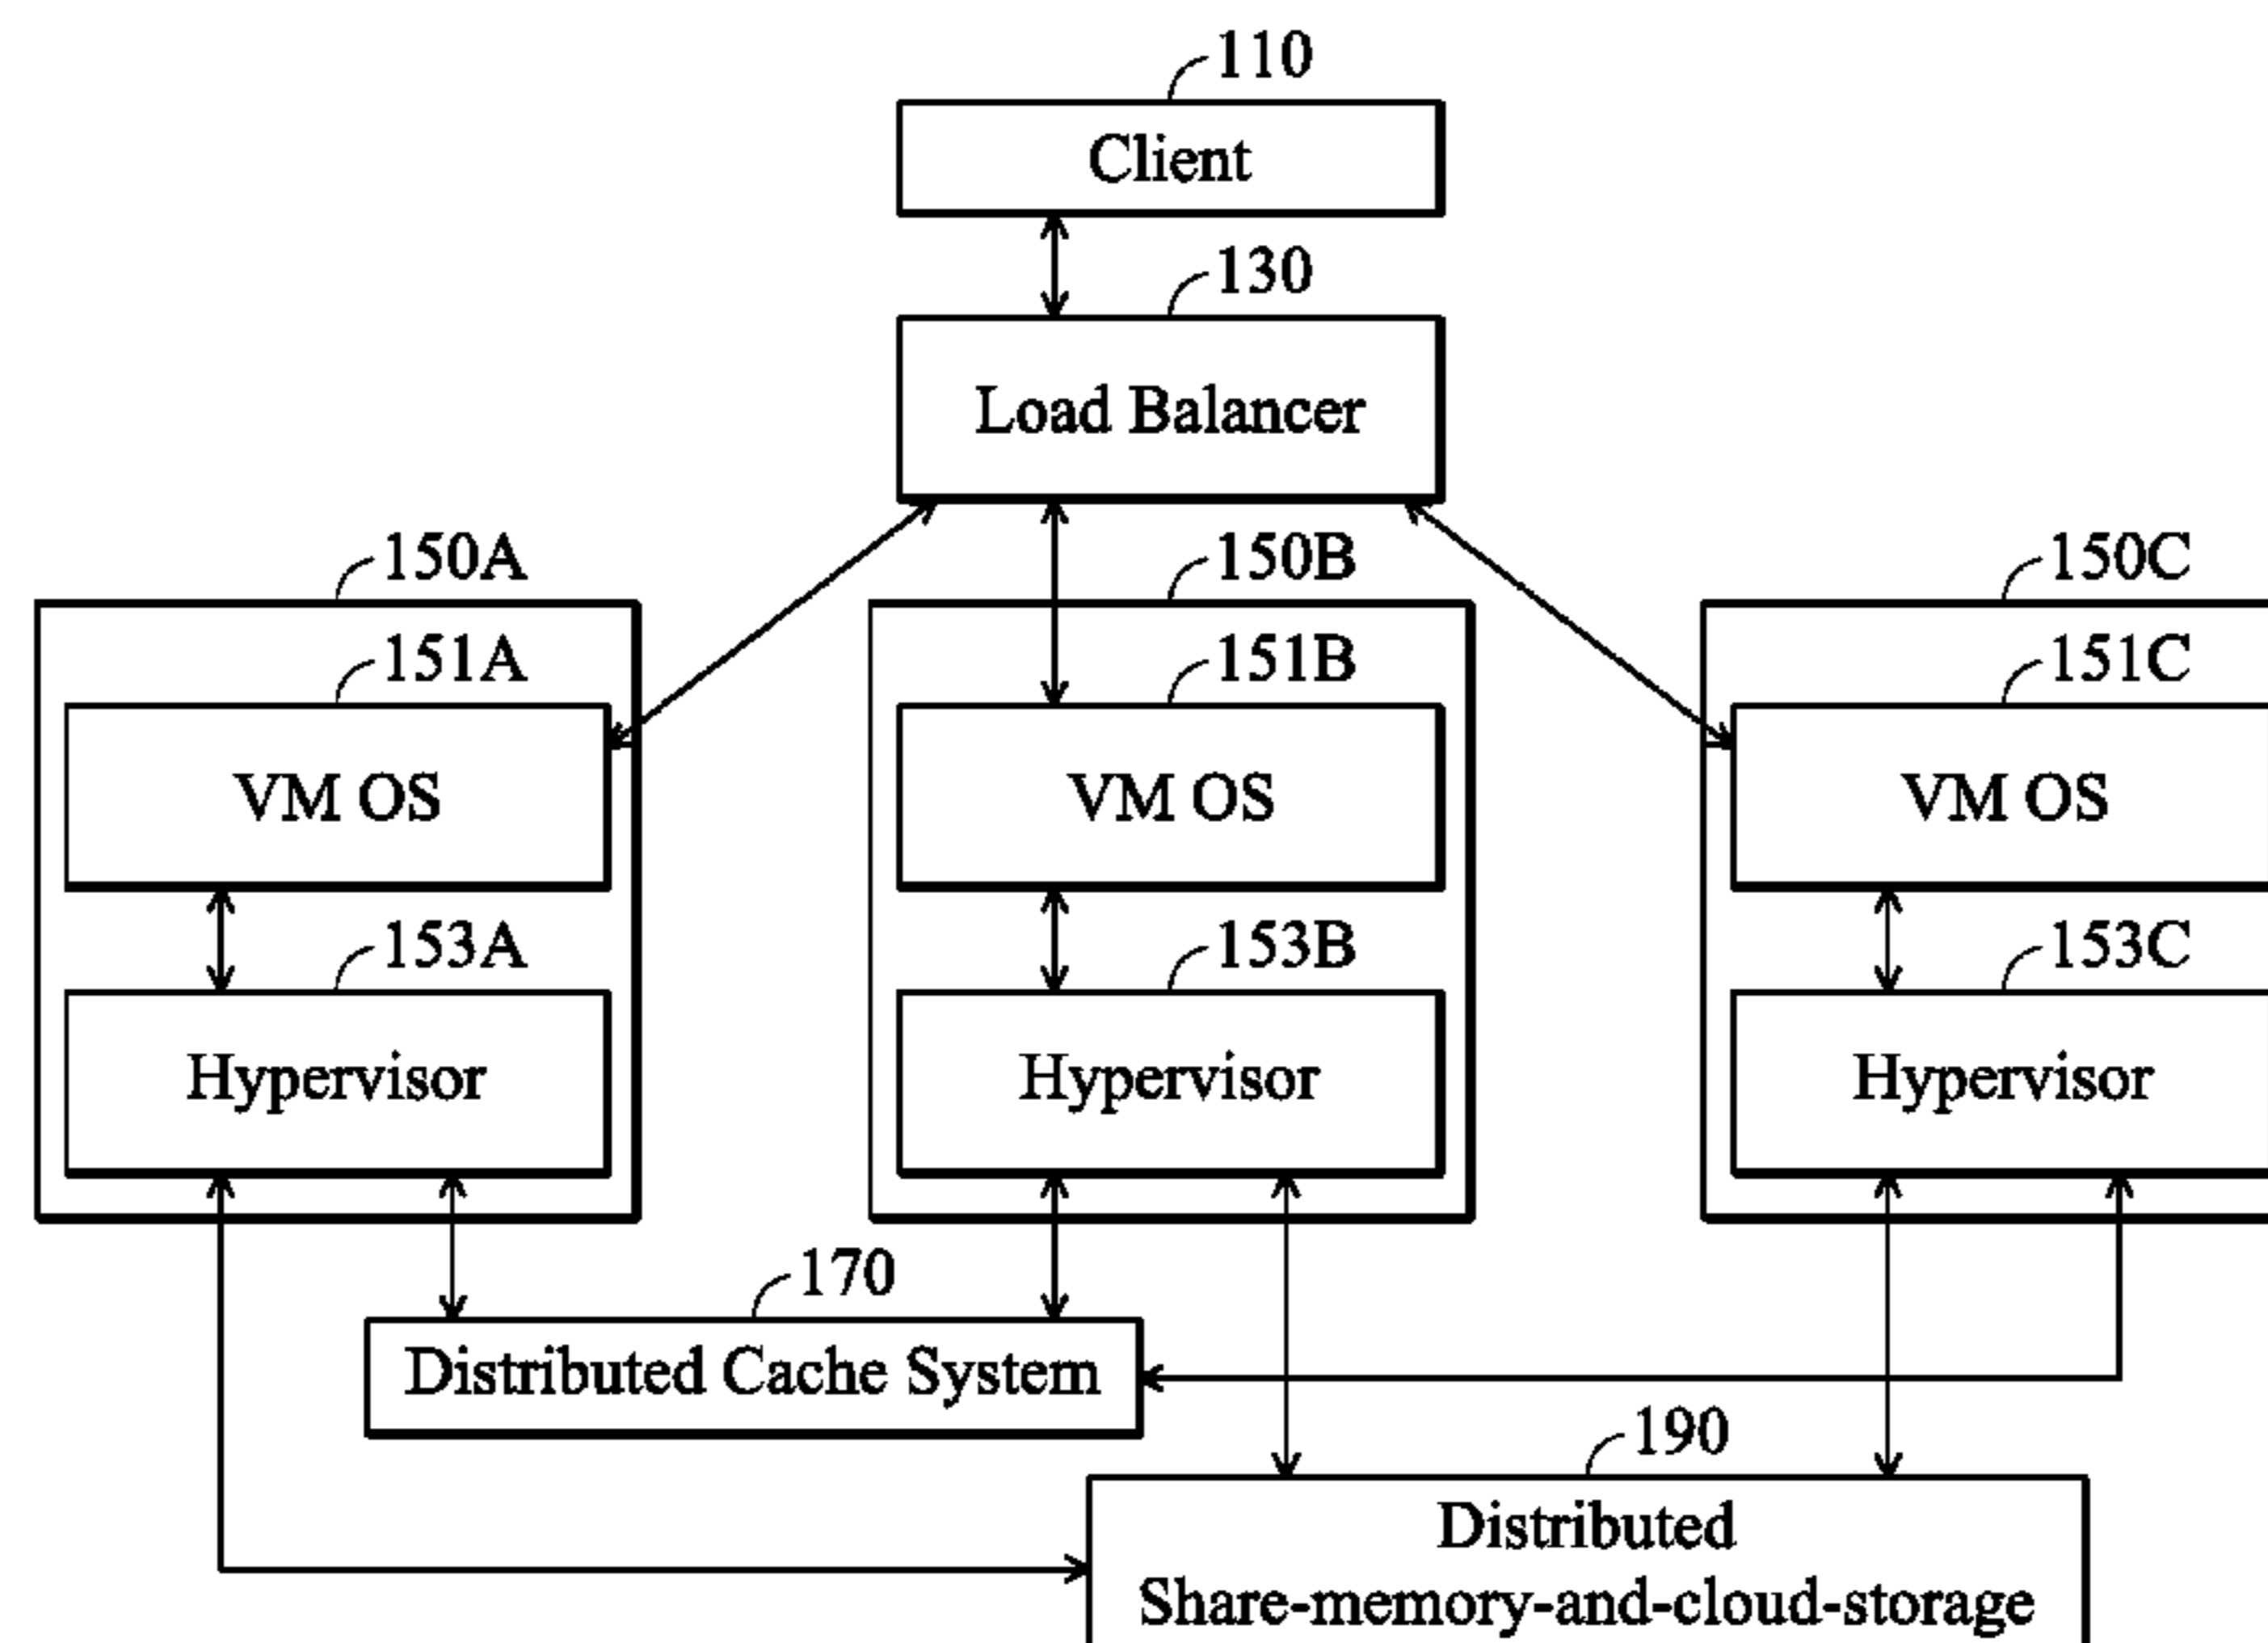 110
Client
130
Load Balancer
150A
150B
150C
151A
151B
151C
VM OS
VM OS
VM OS
153A
153B
153C
Hypervisor
Hypervisor
Hypervisor
170
Distributed Cache System
190
Distributed
Share-memory-and-cloud-storage